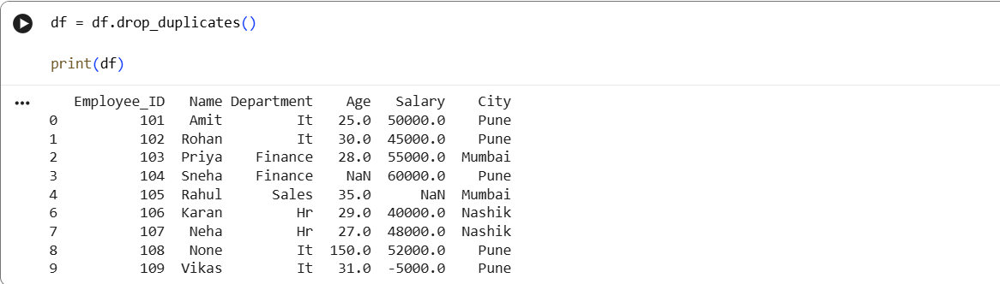 df = df.drop_duplicates()
print(df)
Employee_ID Name Department Age Salary City
0 101 Amit It 25.0 50000.0 Pune
1 102 Rohan It 30.0 45000.0 Pune
2 103 Priya Finance 28.0 55000.0 Mumbai
3 104 Sneha Finance NaN 60000.0 Pune
4 105 Rahul Sales 35.0 NaN Mumbai
6 106 Karan Hr 29.0 40000.0 Nashik
7 107 Neha Hr 27.0 48000.0 Nashik
8 108 None It 150.0 52000.0 Pune
9 109 Vikas It 31.0 -5000.0 Pune